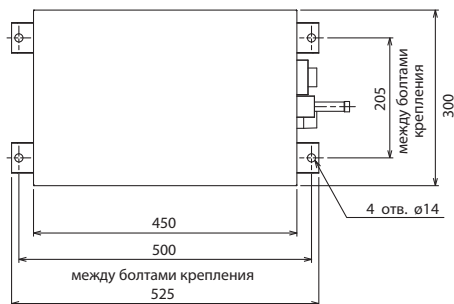 205
между болтами
крепления
300
4 отв. ø14
450
500
между болтами крепления
525